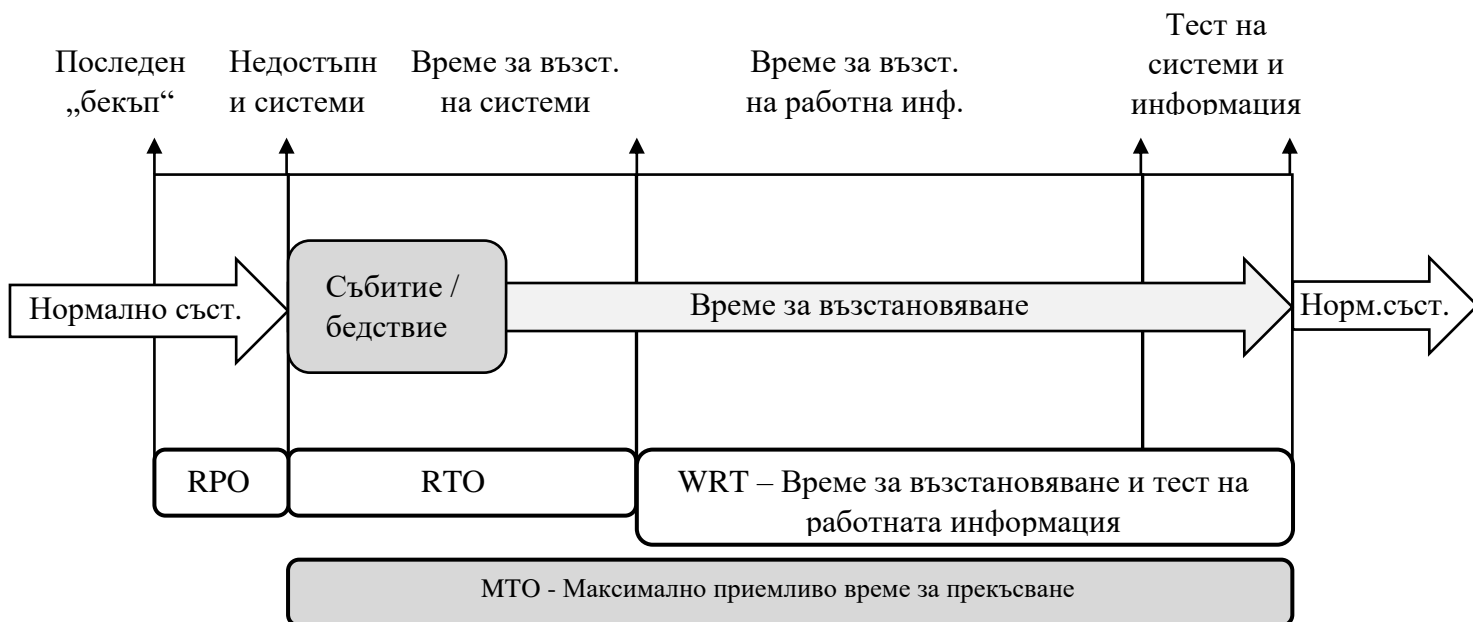 Последен
„бекъп“
Недостъпн
и системи
Време за възст.
на системи
Време за възст.
на работна инф.
Тест на
системи и
информация
Нормално съст.
Събитие /
бедствие
Време за възстановяване
Норм.съст.
RPO
RTO
WRT – Време за възстановяване и тест на
работната информация
МТО - Максимално приемливо време за прекъсване